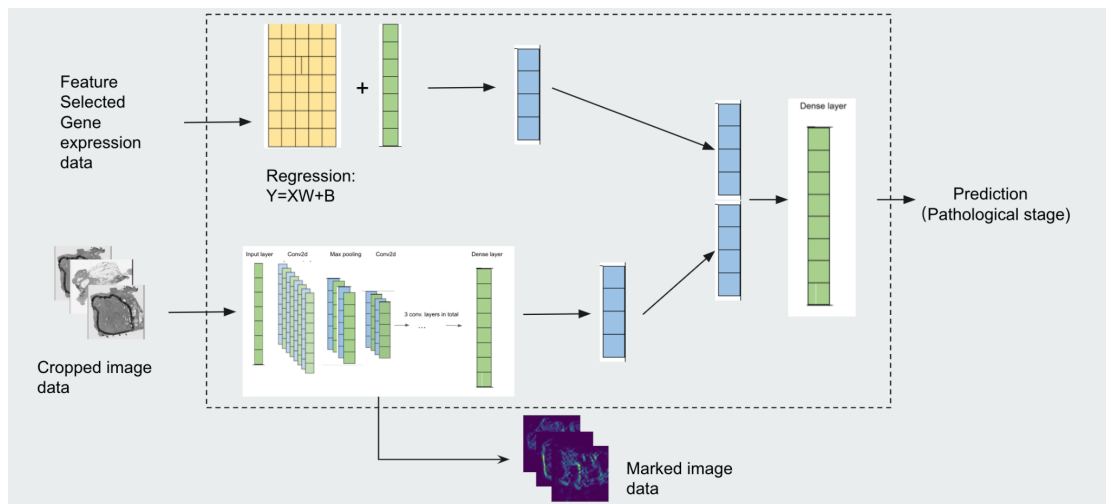 Feature
Selected
Gene
expression
data
+
Regression:
Y=XW+B
Dense layer
Prediction
(Pathological stage)
Input layer
Conv2d
Max pooling
Conv2d
Dense layer
3 conv. layers in total
...
Cropped image
data
Marked image
data